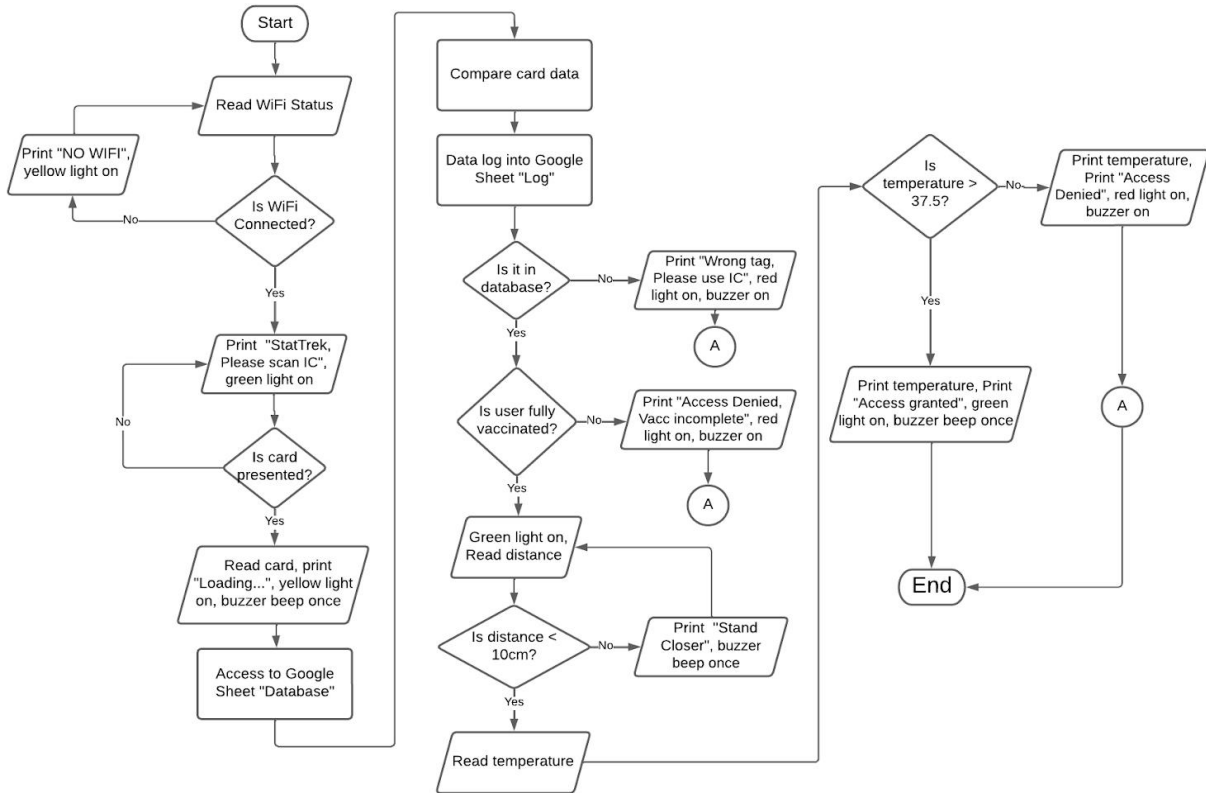 Start
Read WiFi Status
Print "NO WIFI",
yellow light on
Is WiFi
Connected?
No
Yes
Print "StatTrek,
Please scan IC",
green light on
No
Is card
presented?
Yes
Read card, print
"Loading...", yellow light
on, buzzer beep once
Access to Google
Sheet "Database"
Compare card data
Data log into Google
Sheet "Log"
Is it in
database?
No
Print "Wrong tag,
Please use IC", red
light on, buzzer on
A
Yes
Is user fully
vaccinated?
No
Print "Access Denied,
Vacc incomplete", red
light on, buzzer on
A
Yes
Green light on,
Read distance
Is distance <
10cm?
No
Print "Stand
Closer", buzzer
beep once
Yes
Read temperature
Is
temperature >
37.5?
No
Print temperature,
Print "Access
Denied", red light on,
buzzer on
Yes
Print temperature, Print
"Access granted", green
light on, buzzer beep once
A
End